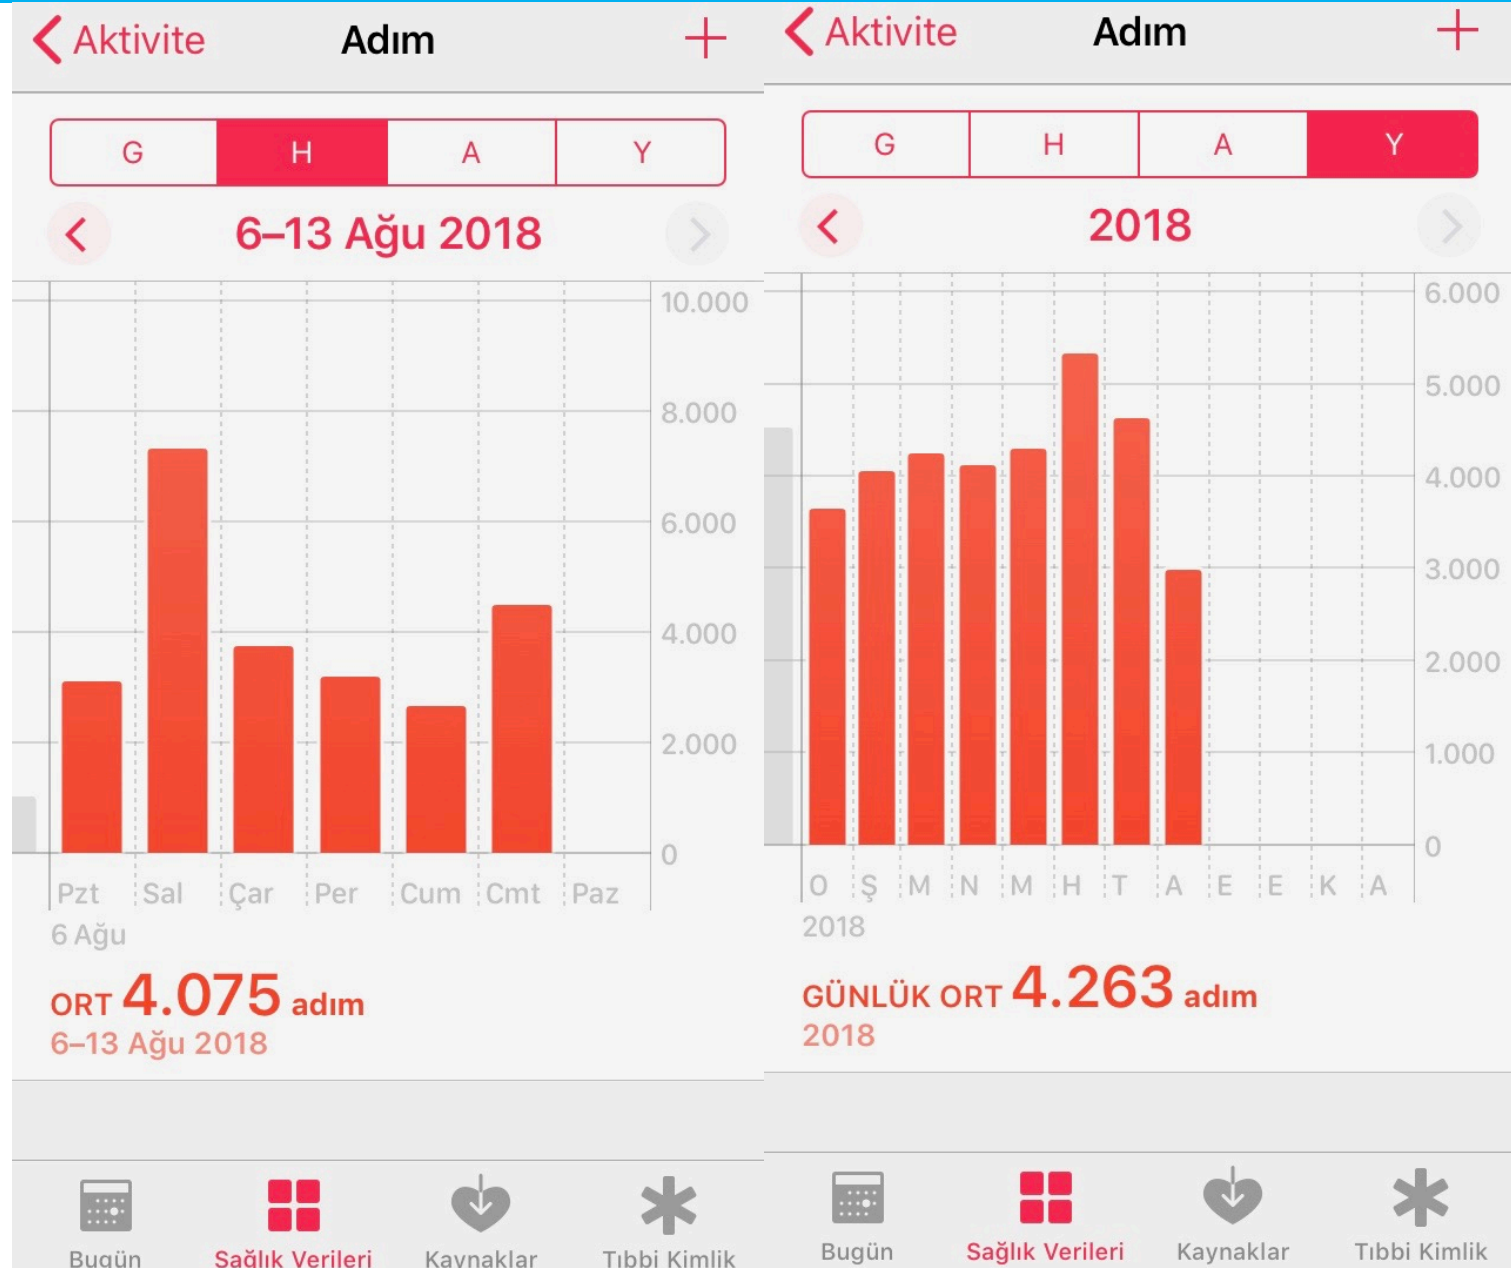 Aktivite
Adım
G
H
A
Y
6–13 Ağu 2018
10.000
8.000
6.000
4.000
2.000
0
Pzt Sal Çar Per Cum Cmt Paz
6 Ağu
ORT 4.075 adım
6–13 Ağu 2018
Bugün
Sağlık Verileri
Kaynaklar
Tıbbi Kimlik
Aktivite
Adım
G
H
A
Y
2018
6.000
5.000
4.000
3.000
2.000
1.000
0
O Ş M N M H T A E E K A
2018
GÜNLÜK ORT 4.263 adım
2018
Bugün
Sağlık Verileri
Kaynaklar
Tıbbi Kimlik